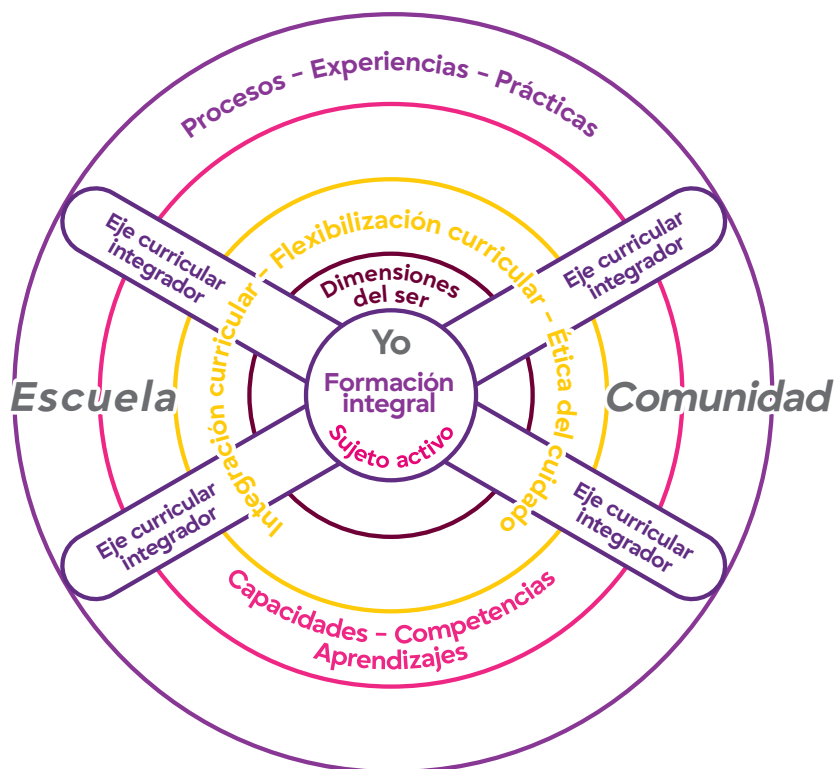 Procesos - Experiencias - Prácticas
Eje curricular
integrador
Eje curricular
integrador
Integración curricular - Flexibilización curricular - Ética del cuidado
Dimensiones
del ser
Yo
Formación
integral
Sujeto activo
Escuela
Comunidad
Eje curricular
integrador
Eje curricular
integrador
Capacidades - Competencias
Aprendizajes